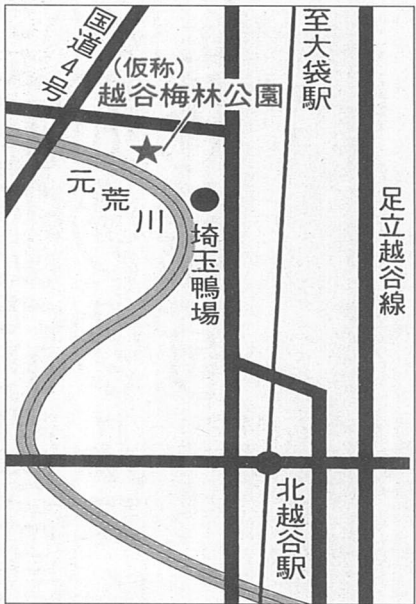 国道4号
(仮称)
越谷梅林公園
至大袋駅
元荒川
埼玉鴨場
足立越谷線
北越谷駅